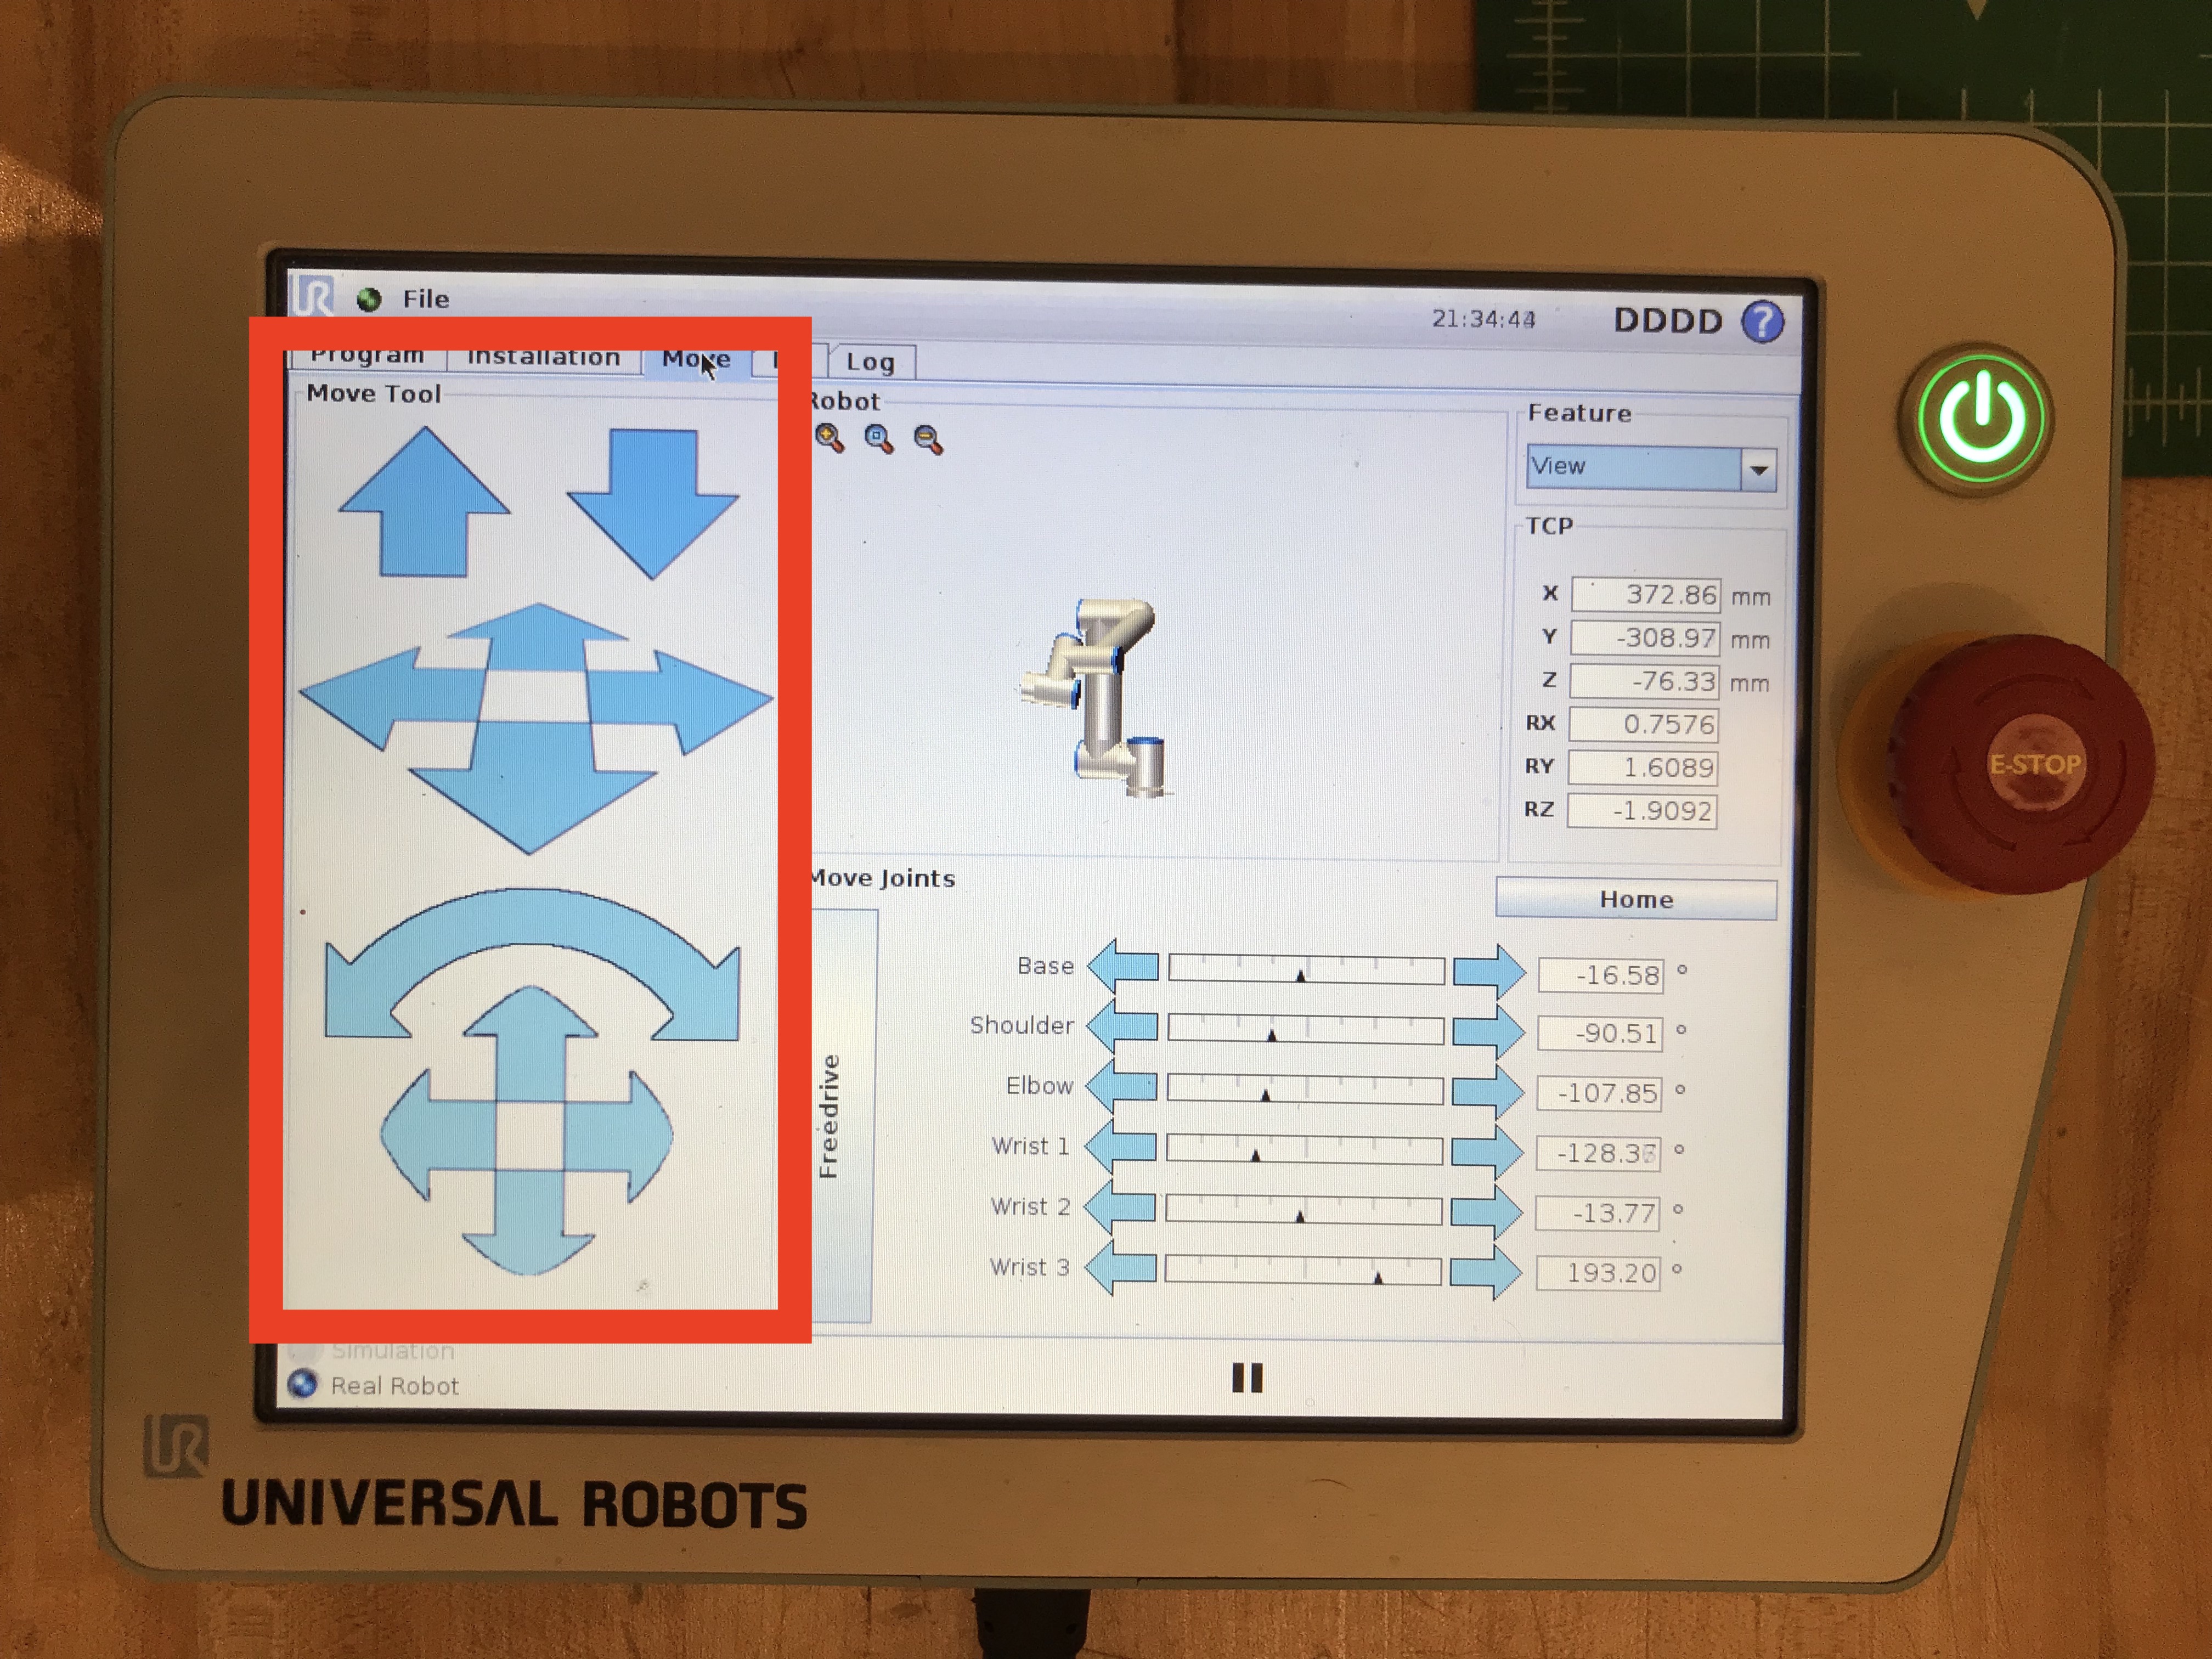 UR File 21:34:44 DDDD ?
Program Installation Move Log
Move Tool
Robot
Feature
View
TCP
X 372.86 mm
Y -308.97 mm
Z -76.33 mm
RX 0.7576
RY 1.6089
RZ -1.9092
E-STOP
Move Joints
Home
Freedrive
Base -16.58 °
Shoulder -90.51 °
Elbow -107.85 °
Wrist 1 °
Wrist 2 -13.77 °
Wrist 3 193.20 °
Simulation
Real Robot
UR
UNIVERSAL ROBOTS